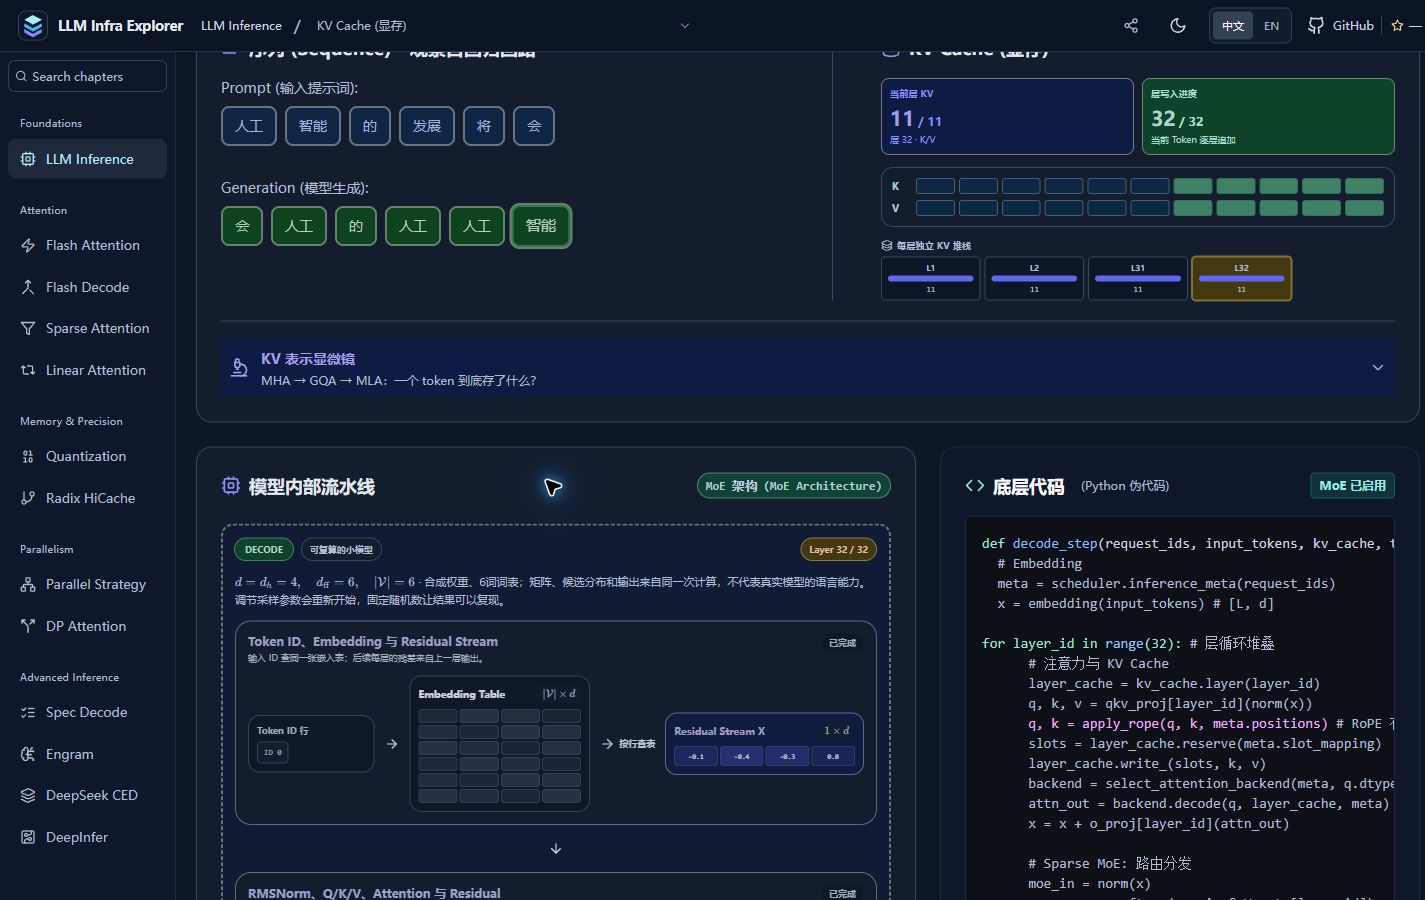 LLM Infra Explorer
LLM Inference / KV Cache (显存)
中文
EN
GitHub
Search chapters
Foundations
LLM Inference
Attention
Flash Attention
Flash Decode
Sparse Attention
Linear Attention
Memory & Precision
Quantization
Radix HiCache
Parallelism
Parallel Strategy
DP Attention
Advanced Inference
Spec Decode
Engram
DeepSeek CED
DeepInfer
Prompt (输入提示词):
人工 智能 的 发展 将 会
Generation (模型生成):
会 人工 的 人工 人工 智能
KV Cache (显存)
当前层 KV
11 / 11
层 32 · K/V
层写入进度
32 / 32
当前 Token 逐层追加
K
V
每层独立 KV 堆栈
L1 L2 L31 L32
11 11 11 11
KV 表示显微镜
MHA → GQA → MLA：一个 token 到底存了什么？
模型内部流水线
MoE 架构 (MoE Architecture)
DECODE
可复算的小模型
Layer 32 / 32
d = dₕ = 4, d_ff = 6, |𝒱| = 6 · 合成权重、6词词表；矩阵、候选分布和输出来自同一次计算，不代表真实模型的语言能力。
调节采样参数会重新开始，固定随机数让结果可以复现。
Token ID、Embedding 与 Residual Stream
已完成
输入 ID 查同一张嵌入表；后续每层的残差来自上一层输出。
Token ID 行
ID 0
→
Embedding Table
|𝒱| × d
→ 按行查表
Residual Stream X
1 × d
-0.1 -0.4 -0.3 0.0
↓
RMSNorm、Q/K/V、Attention 与 Residual
已完成
底层代码
(Python 伪代码)
MoE 已启用
def decode_step(request_ids, input_tokens, kv_cache, t
# Embedding
meta = scheduler.inference_meta(request_ids)
x = embedding(input_tokens) # [L, d]
for layer_id in range(32): # 层循环堆叠
# 注意力与 KV Cache
layer_cache = kv_cache.layer(layer_id)
q, k, v = qkv_proj[layer_id](norm(x))
q, k = apply_rope(q, k, meta.positions) # RoPE
slots = layer_cache.reserve(meta.slot_mapping)
layer_cache.write_(slots, k, v)
backend = select_attention_backend(meta, q.dtype
attn_out = backend.decode(q, layer_cache, meta)
x = x + o_proj[layer_id](attn_out)
# Sparse MoE: 路由分发
moe_in = norm(x)